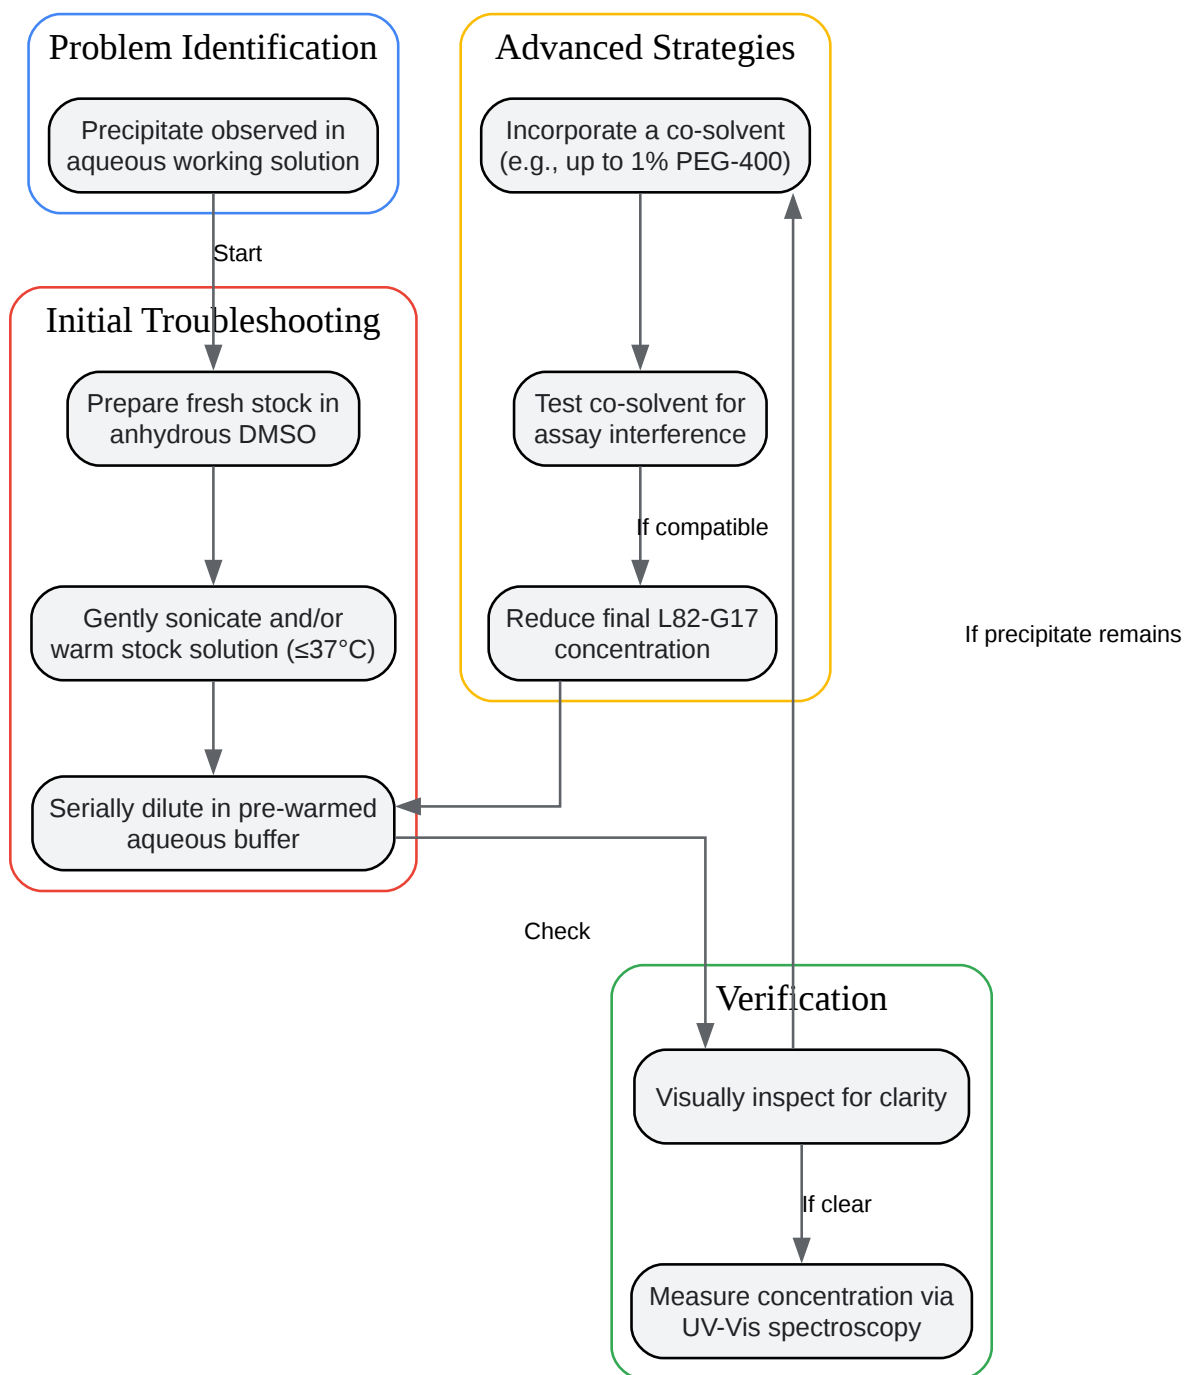 Problem Identification
Precipitate observed in
aqueous working solution
Start
Initial Troubleshooting
Prepare fresh stock in
anhydrous DMSO
Gently sonicate and/or
warm stock solution (≤37°C)
Serially dilute in pre-warmed
aqueous buffer
Advanced Strategies
Incorporate a co-solvent
(e.g., up to 1% PEG-400)
Test co-solvent for
assay interference
If compatible
Reduce final L82-G17
concentration
If precipitate remains
Check
Verification
Visually inspect for clarity
If clear
Measure concentration via
UV-Vis spectroscopy